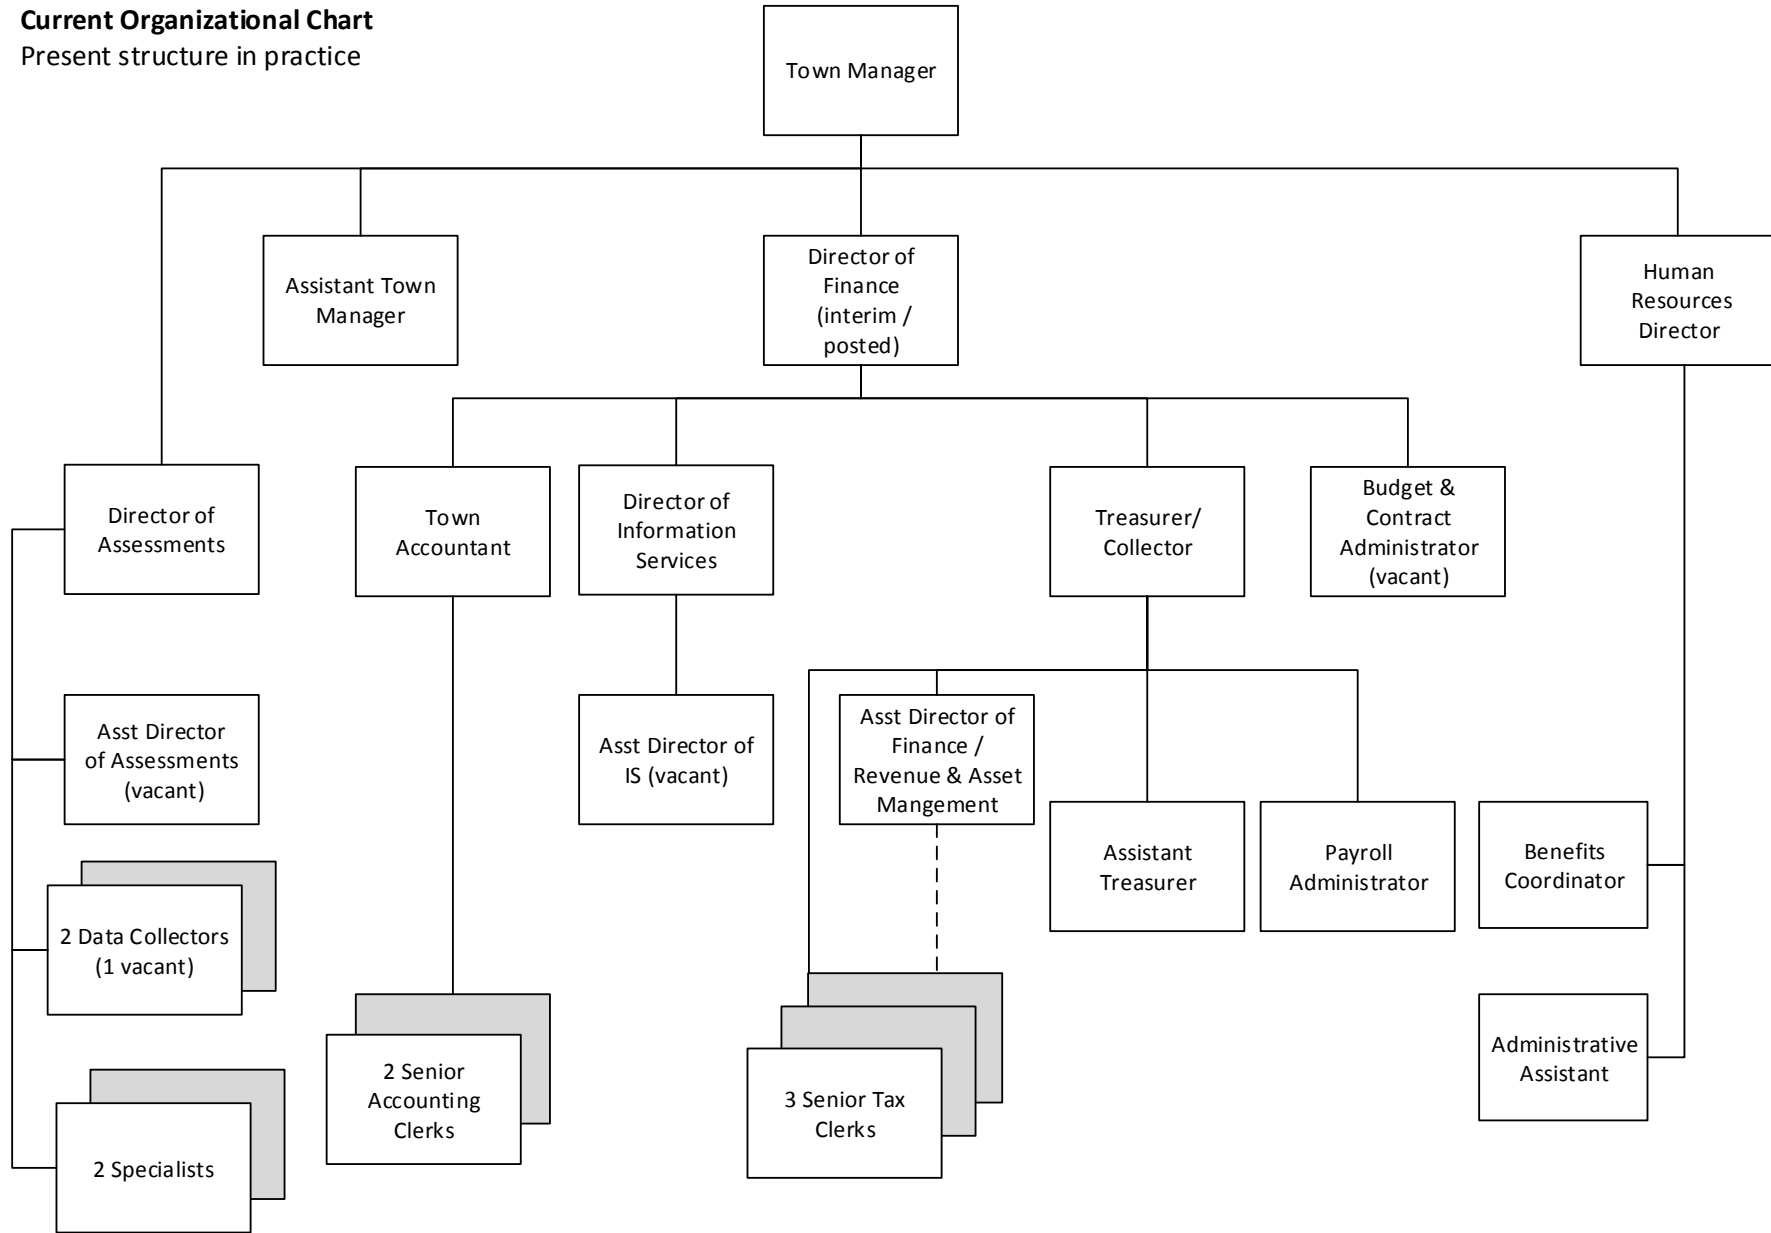 Current Organizational Chart
Present structure in practice
Town Manager
Assistant Town
Manager
Director of
Finance
(interim /
posted)
Human
Resources
Director
Director of
Assessments
Town
Accountant
Director of
Information
Services
Treasurer/
Collector
Budget &
Contract
Administrator
(vacant)
Asst Director
of Assessments
(vacant)
Asst Director of
IS (vacant)
Asst Director of
Finance /
Revenue & Asset
Mangement
Assistant
Treasurer
Payroll
Administrator
Benefits
Coordinator
2 Data Collectors
(1 vacant)
2 Senior
Accounting
Clerks
3 Senior Tax
Clerks
Administrative
Assistant
2 Specialists